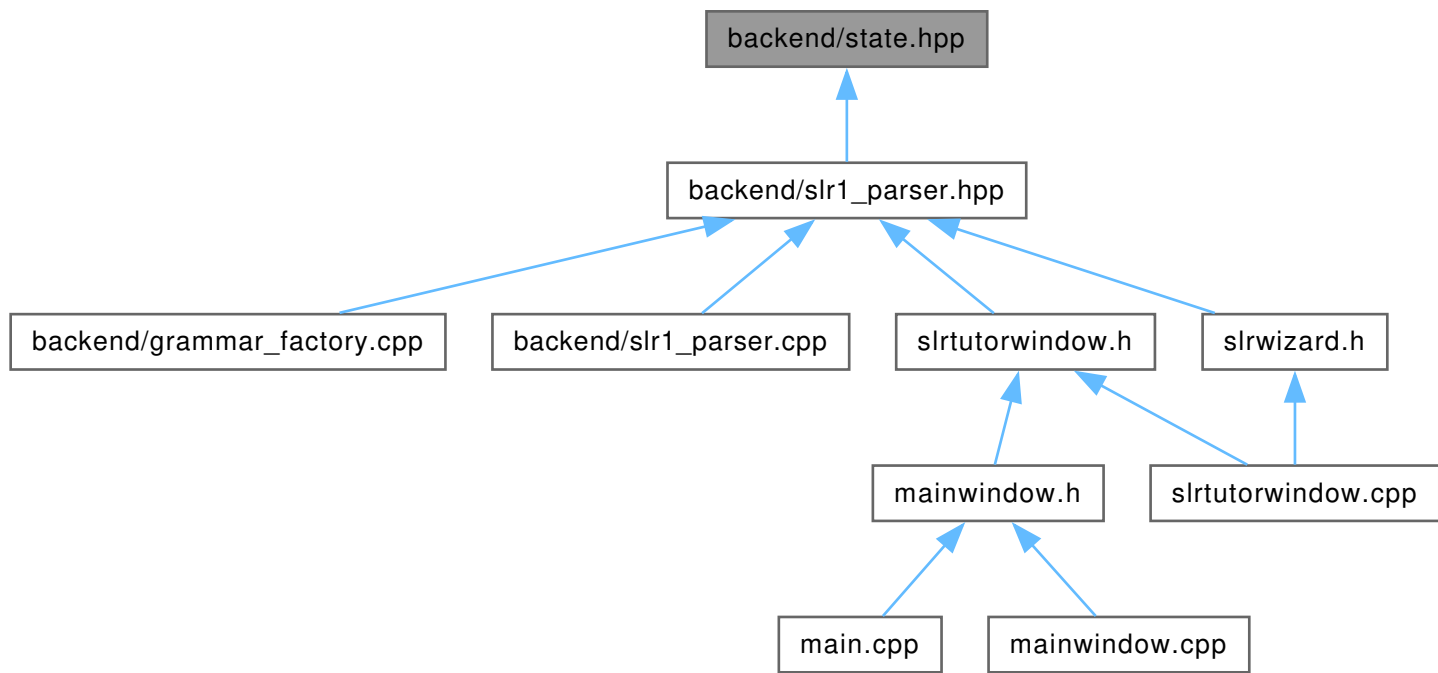 backend/state.hpp
backend/slr1_parser.hpp
backend/grammar_factory.cpp
backend/slr1_parser.cpp
slrtutorwindow.h
slrwizard.h
mainwindow.h
slrtutorwindow.cpp
main.cpp
mainwindow.cpp